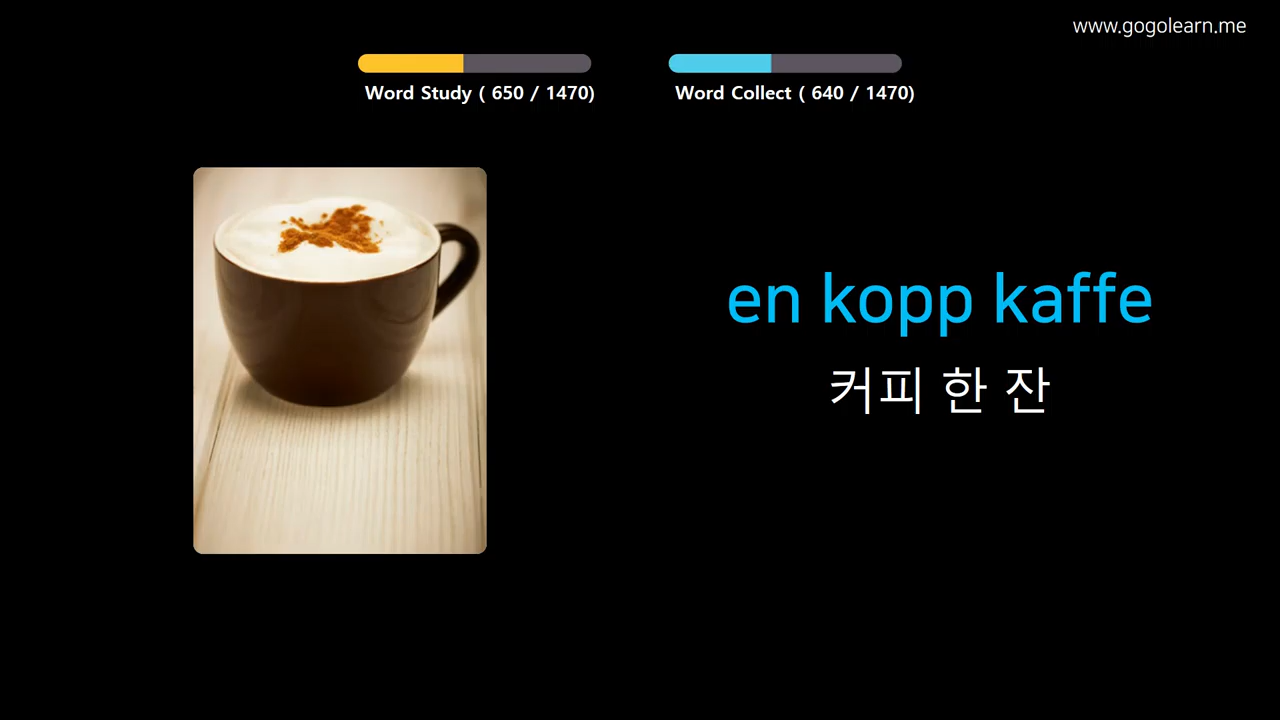 www.gogolearn.me
Word Study ( 650 / 1470)
Word Collect ( 640 / 1470)
en kopp kaffe
커피 한 잔